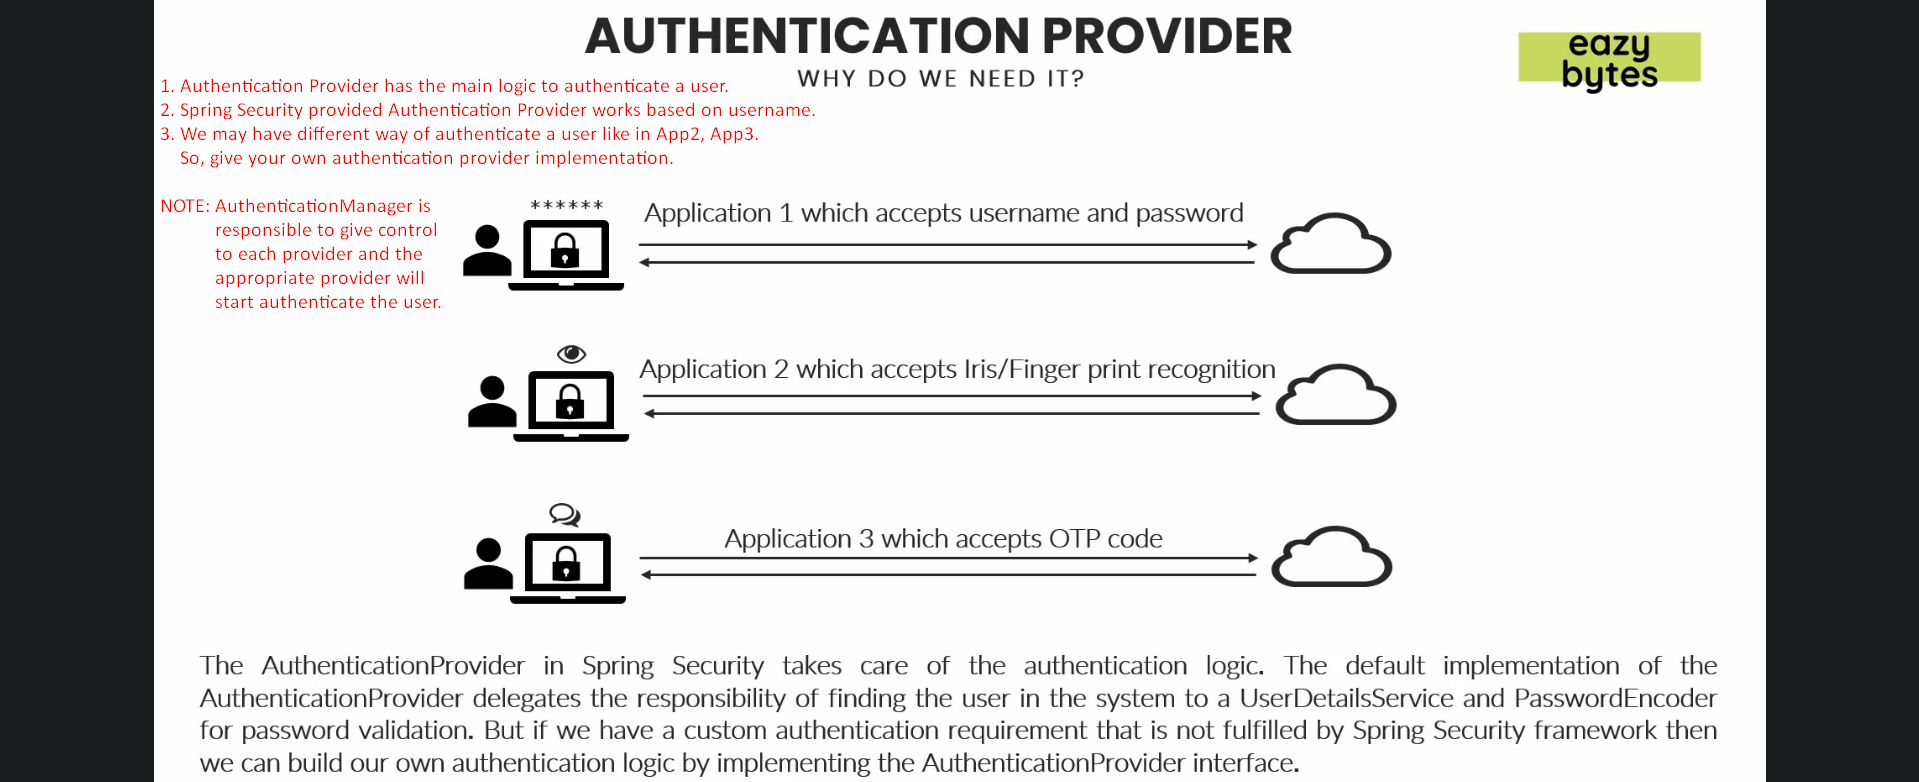 AUTHENTICATION PROVIDER
WHY DO WE NEED IT?
eazy
bytes
1. Authentication Provider has the main logic to authenticate a user.
2. Spring Security provided Authentication Provider works based on username.
3. We may have different way of authenticate a user like in App2, App3.
So, give your own authentication provider implementation.
NOTE: AuthenticationManager is
responsible to give control
to each provider and the
appropriate provider will
start authenticate the user.
******
Application 1 which accepts username and password
Application 2 which accepts Iris/Finger print recognition
Application 3 which accepts OTP code
The AuthenticationProvider in Spring Security takes care of the authentication logic. The default implementation of the
AuthenticationProvider delegates the responsibility of finding the user in the system to a UserDetailsService and PasswordEncoder
for password validation. But if we have a custom authentication requirement that is not fulfilled by Spring Security framework then
we can build our own authentication logic by implementing the AuthenticationProvider interface.